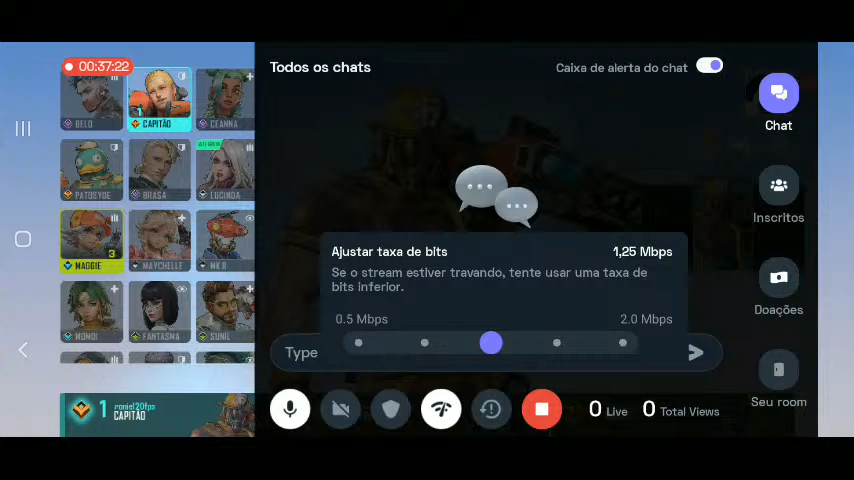 00:37:22
Todos os chats
Caixa de alerta do chat
BELO
1
CAPITÃO
CEANNA
Chat
PATOSYDE
BRASA
LUCINDA
Inscritos
Ajustar taxa de bits
1,25 Mbps
Se o stream estiver travando, tente usar uma taxa de
bits inferior.
3
MAGGIE
MAYCHELLE
MK.R
Doações
0.5 Mbps
2.0 Mbps
Type
MOMOI
FANTASMA
SUNIL
Seu room
1
roniel20fps
CAPITÃO
0 Live
0 Total Views